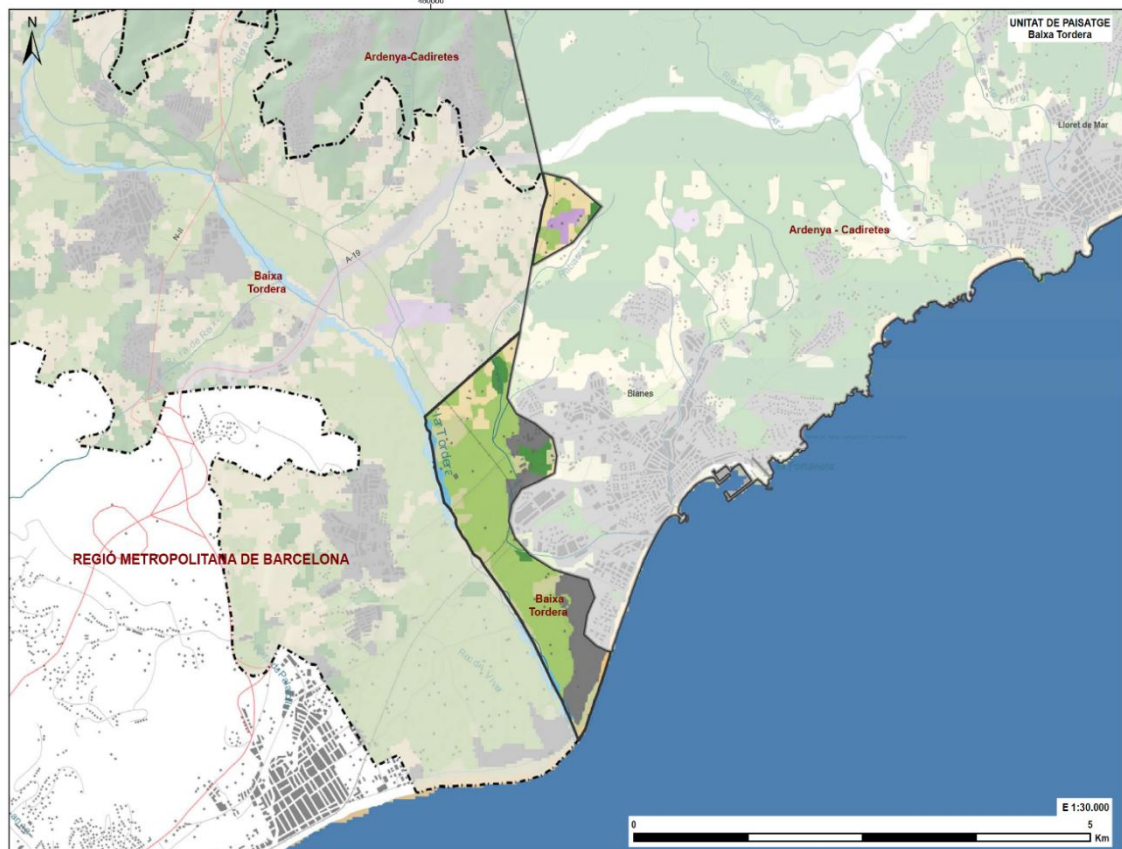 480000
N
UNITAT DE PAISATGE
Baixa Tordera
Ardenya-Cadiretes
Lloret de Mar
Ardenya - Cadiretes
N-II
A-19
Baixa
Tordera
Blanes
la Tordera
REGIÓ METROPOLITANA DE BARCELONA
Baixa
Tordera
E 1:30.000
0
5
Km